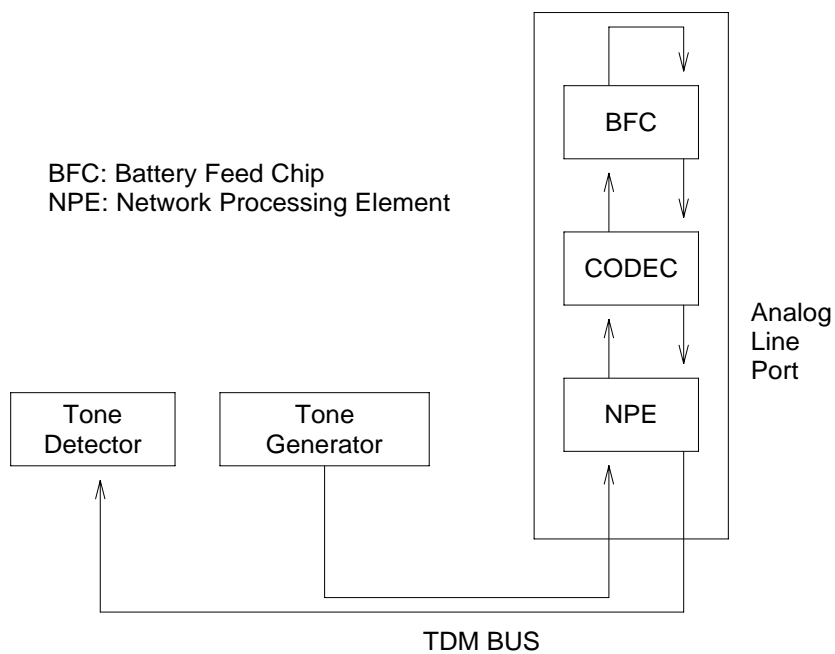 BFC
BFC: Battery Feed Chip
NPE: Network Processing Element
CODEC
Analog
Line
Port
Tone
Detector
Tone
Generator
NPE
TDM BUS